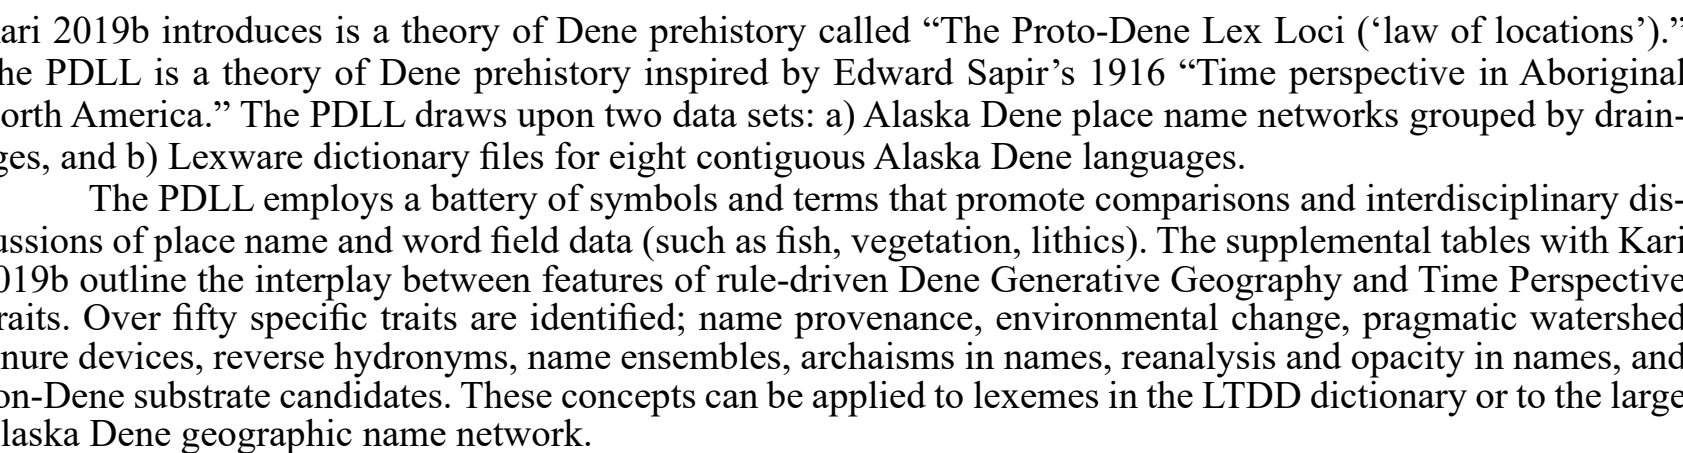 ari 2019b introduces is a theory of Dene prehistory called “The Proto-Dene Lex Loci (‘law of locations’).”
he PDLL is a theory of Dene prehistory inspired by Edward Sapir’s 1916 “Time perspective in Aboriginal
orth America.” The PDLL draws upon two data sets: a) Alaska Dene place name networks grouped by drain-
ges, and b) Lexware dictionary files for eight contiguous Alaska Dene languages.
The PDLL employs a battery of symbols and terms that promote comparisons and interdisciplinary dis-
ussions of place name and word field data (such as fish, vegetation, lithics). The supplemental tables with Kari
019b outline the interplay between features of rule-driven Dene Generative Geography and Time Perspective
raits. Over fifty specific traits are identified; name provenance, environmental change, pragmatic watershed
nure devices, reverse hydronyms, name ensembles, archaisms in names, reanalysis and opacity in names, and
on-Dene substrate candidates. These concepts can be applied to lexemes in the LTDD dictionary or to the large
laska Dene geographic name network.